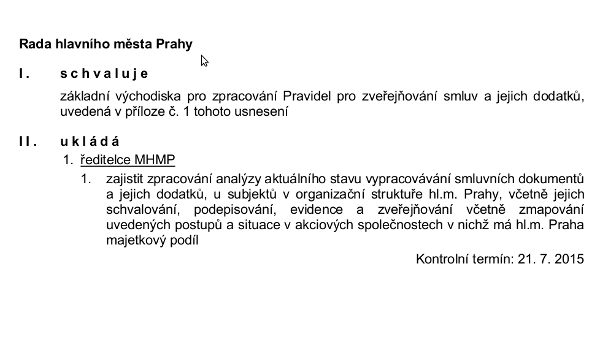 Rada hlavního města Prahy
I. schvaluje
základní východiska pro zpracování Pravidel pro zveřejňování smluv a jejich dodatků,
uvedená v příloze č. 1 tohoto usnesení
II. ukládá
1. ředitelce MHMP
1. zajistit zpracování analýzy aktuálního stavu vypracovávání smluvních dokumentů
a jejich dodatků, u subjektů v organizační struktuře hl.m. Prahy, včetně jejich
schvalování, podepisování, evidence a zveřejňování včetně zmapování
uvedených postupů a situace v akciových společnostech v nichž má hl.m. Praha
majetkový podíl
Kontrolní termín: 21. 7. 2015